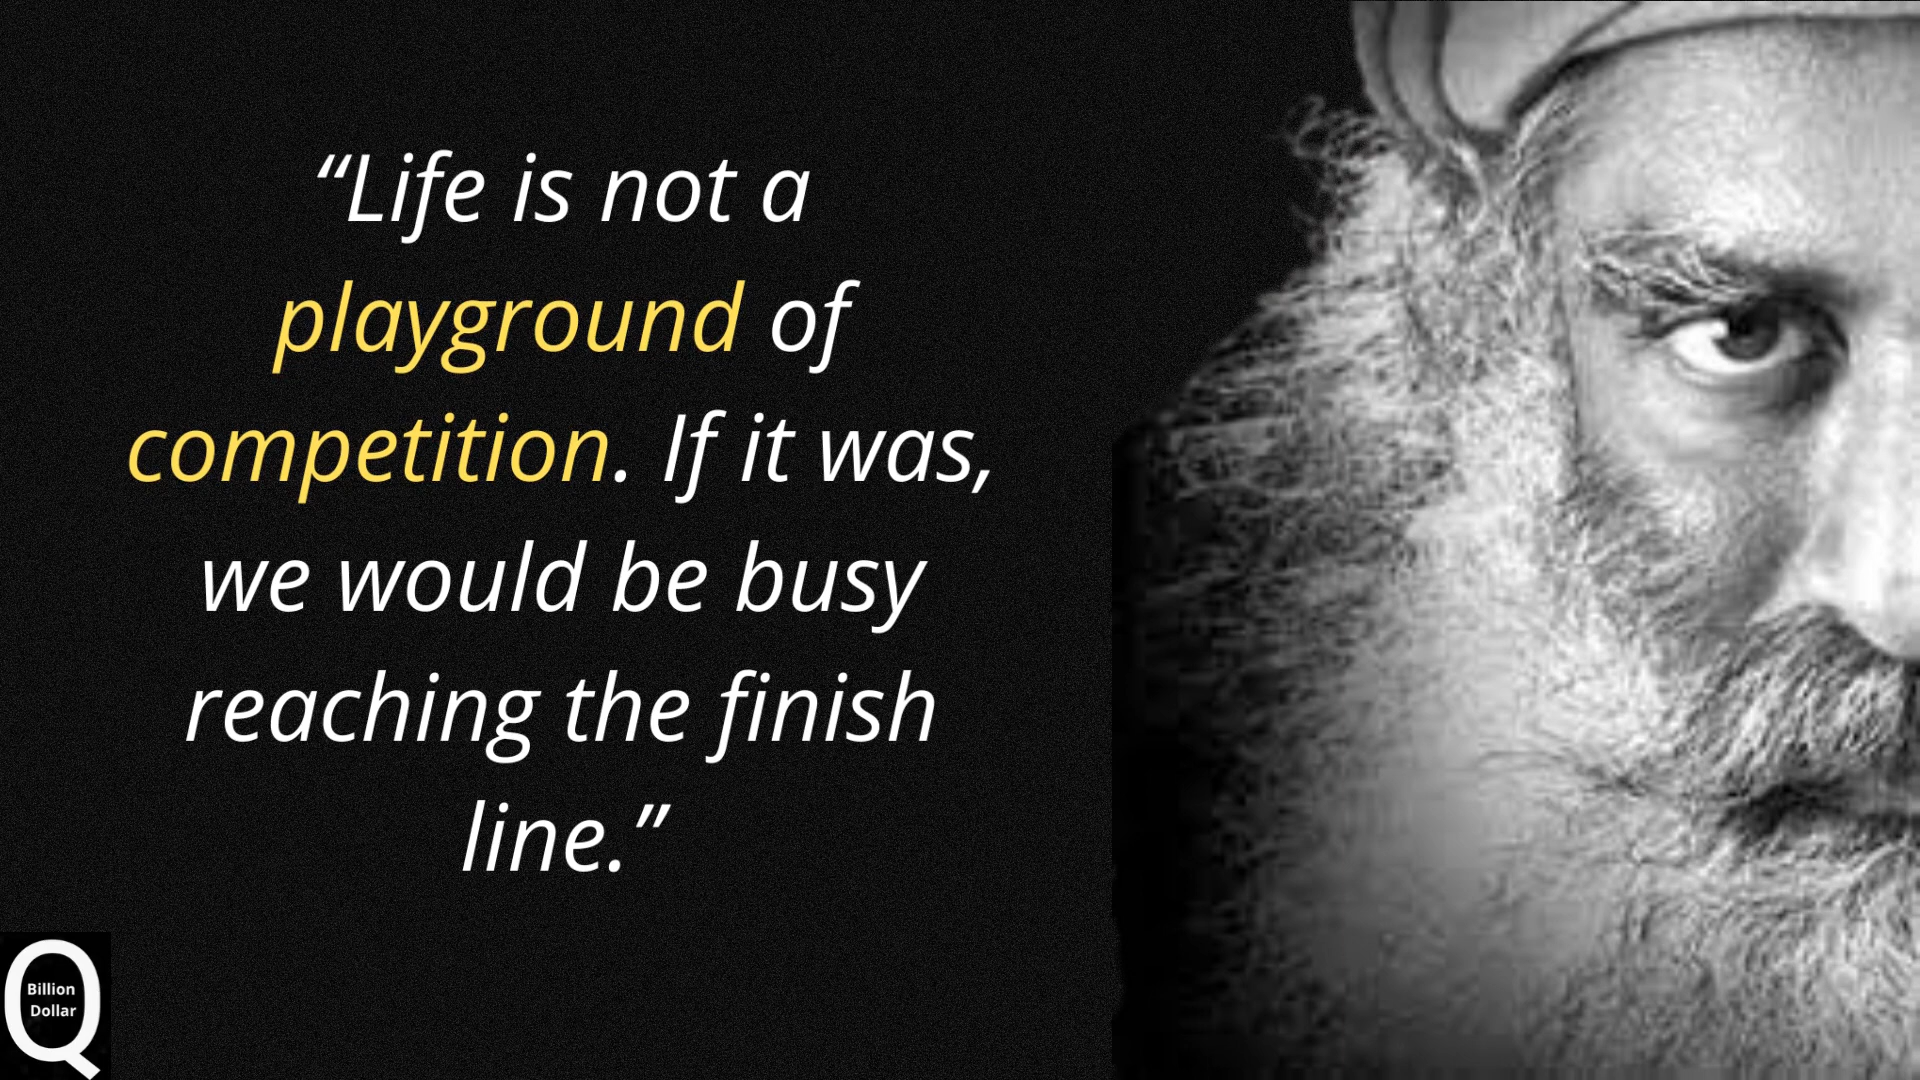 “Life is not a
playground of
competition. If it was,
we would be busy
reaching the finish
line.”
Q
Billion
Dollar